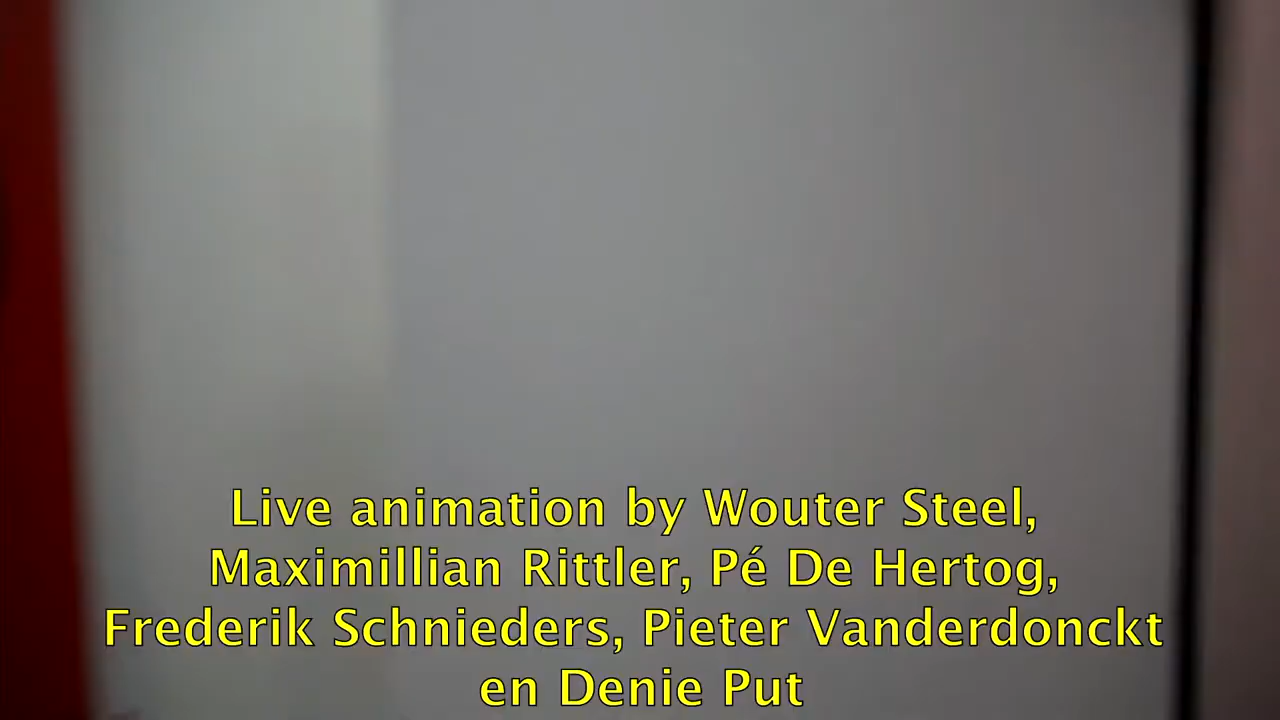 Live animation by Wouter Steel,
Maximillian Rittler, Pé De Hertog,
Frederik Schnieders, Pieter Vanderdonckt
en Denie Put